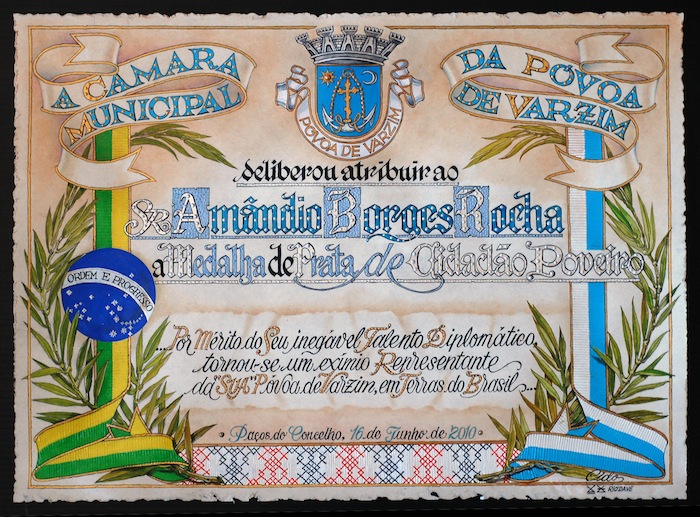 A CÂMARA
MUNICIPAL
DA PÓVOA
DE VARZIM
PÓVOA DE VARZIM
deliberou atribuir ao
Sr. Amândio Borges Rocha
a Medalha de Prata de Cidadão Poveiro
ORDEM E PROGRESSO
...Por Mérito do Seu inegável Talento Diplomático,
tornou-se um exímio Representante
da "SUA" Póvoa de Varzim, em Terras do Brasil...
Paços do Concelho, 16 de Junho de 2010
RIODAVE